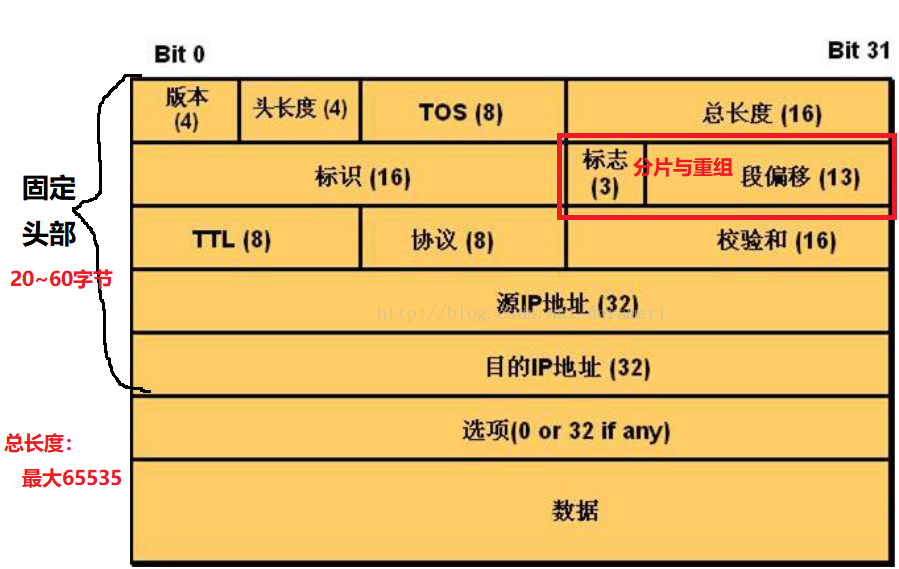 Bit 0
Bit 31
版本
(4)
头长度 (4)
TOS (8)
总长度 (16)
标识 (16)
标志
(3)
分片与重组
段偏移 (13)
固定
头部
20~60字节
TTL (8)
协议 (8)
校验和 (16)
源IP地址 (32)
目的IP地址 (32)
选项(0 or 32 if any)
总长度：
最大65535
数据